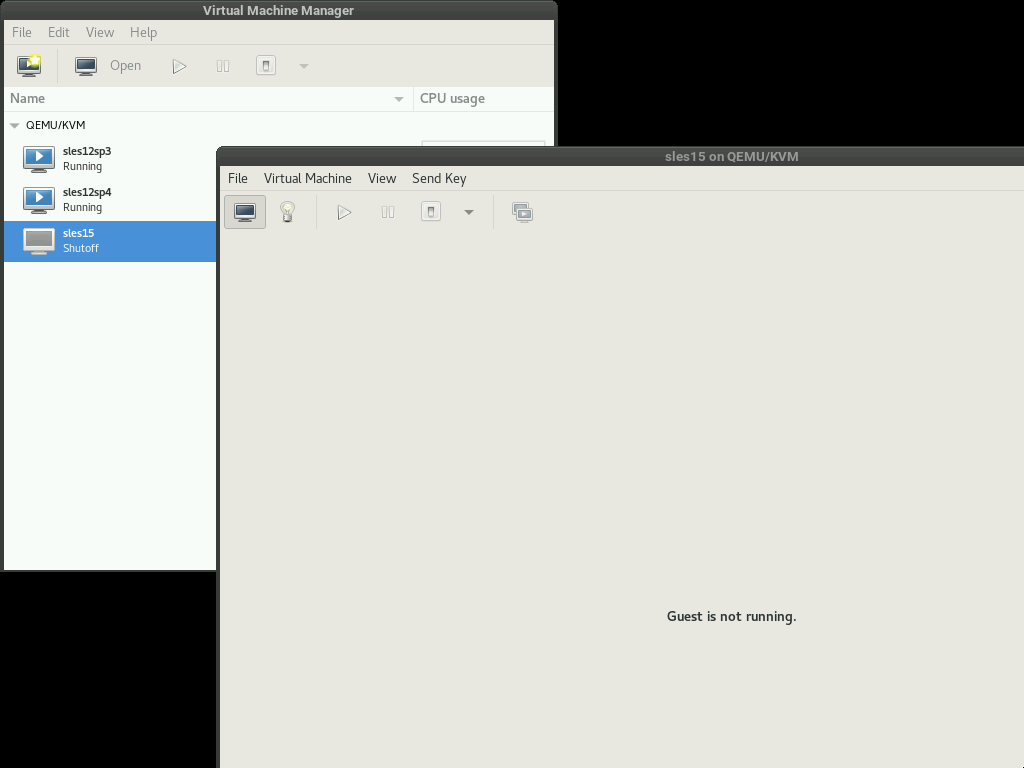 Virtual Machine Manager
File Edit View Help
Open
Name CPU usage
QEMU/KVM
sles12sp3
Running
sles12sp4
Running
sles15
Shutoff
sles15 on QEMU/KVM
File Virtual Machine View Send Key
Guest is not running.